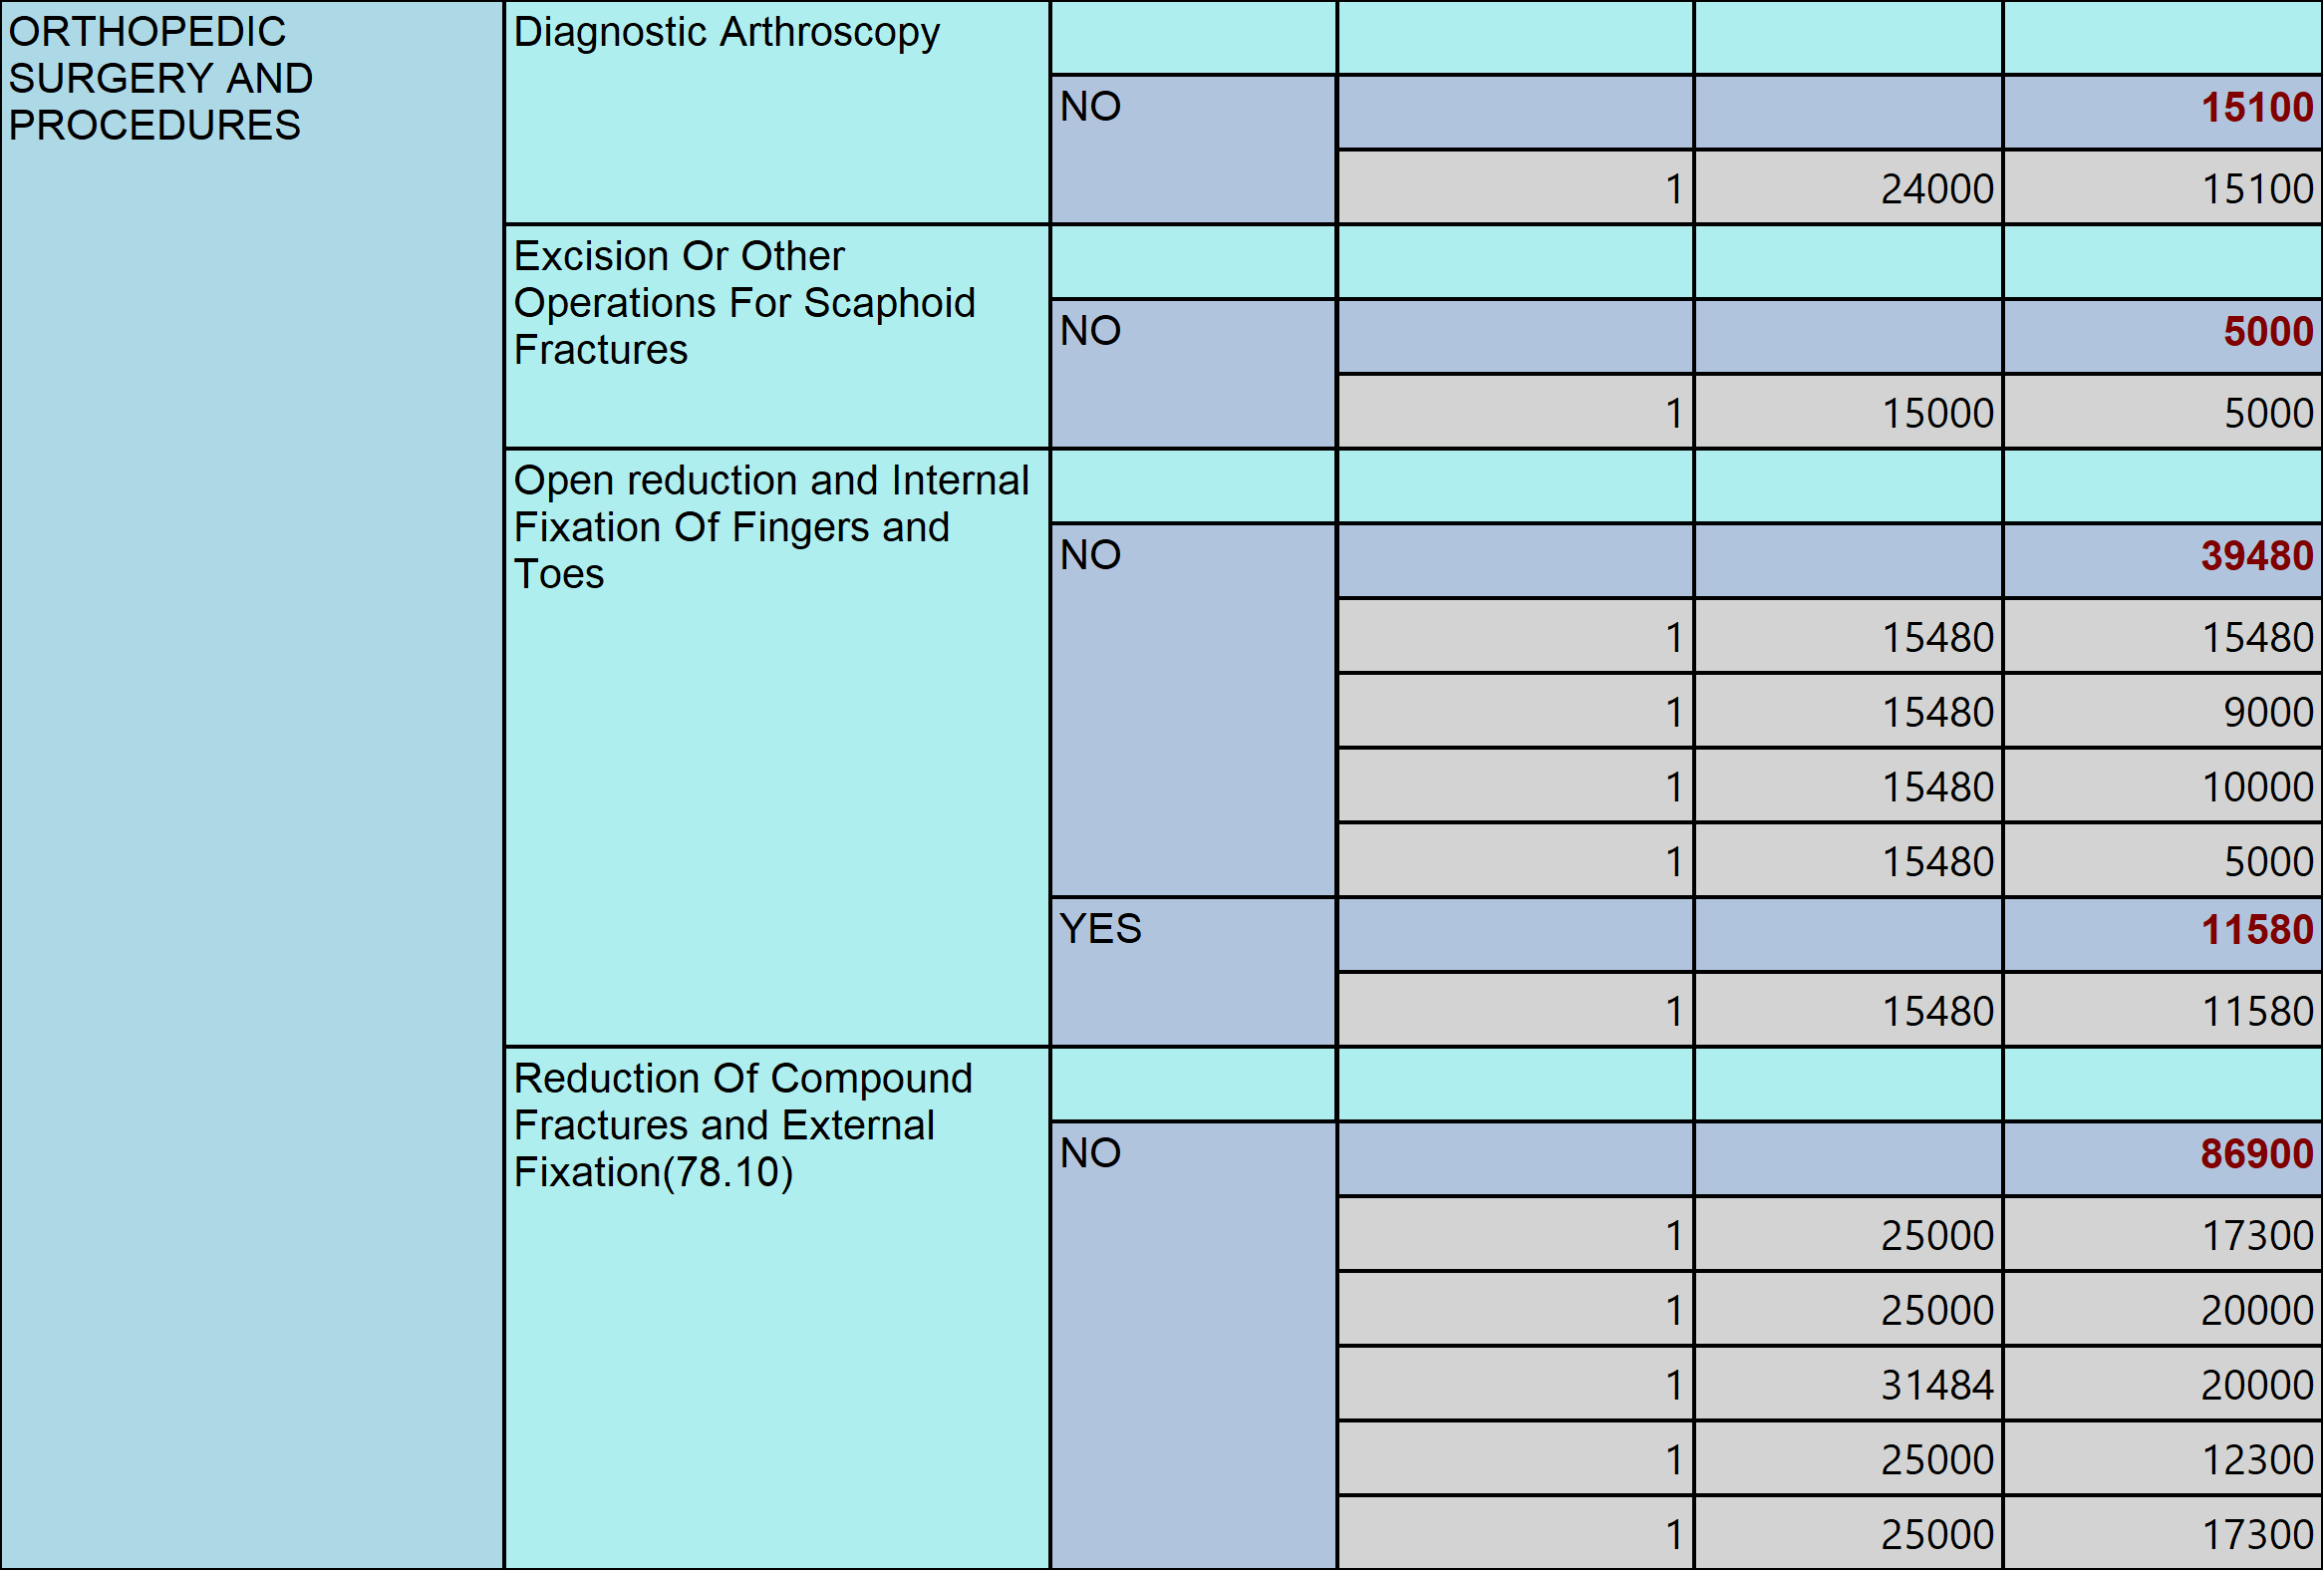 ORTHOPEDIC
SURGERY AND
PROCEDURES
Diagnostic Arthroscopy
NO
15100
1 24000 15100
Excision Or Other
Operations For Scaphoid
Fractures
NO
5000
1 15000 5000
Open reduction and Internal
Fixation Of Fingers and
Toes
NO
39480
1 15480 15480
1 15480 9000
1 15480 10000
1 15480 5000
YES
11580
1 15480 11580
Reduction Of Compound
Fractures and External
Fixation(78.10)
NO
86900
1 25000 17300
1 25000 20000
1 31484 20000
1 25000 12300
1 25000 17300